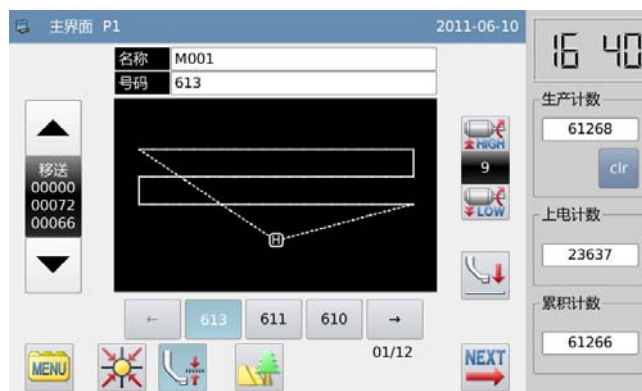 主界面 P1
2011-06-10
16 40
名称 M001
号码 613
移送
00000
00072
00066
HIGH
9
LOW
H
生产计数
61268
clr
上电计数
23637
累积计数
61266
← 613 611 610 →
01/12
MENU
NEXT